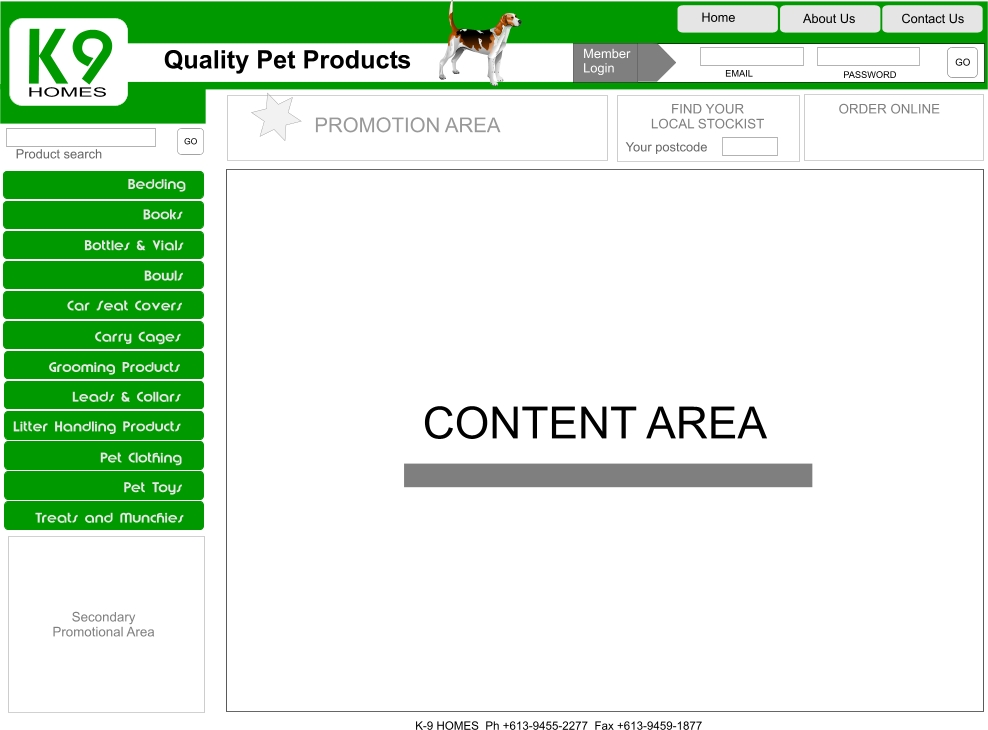 K9
HOMES
Quality Pet Products
Home
About Us
Contact Us
Member
Login
EMAIL
PASSWORD
GO
Product search
GO
PROMOTION AREA
FIND YOUR
LOCAL STOCKIST
Your postcode
ORDER ONLINE
Bedding
Books
Bottles & Vials
Bowls
Car Seat Covers
Carry Cages
Grooming Products
Leads & Collars
Litter Handling Products
Pet Clothing
Pet Toys
Treats and Munchies
CONTENT AREA
Secondary
Promotional Area
K-9 HOMES Ph +613-9455-2277 Fax +613-9459-1877